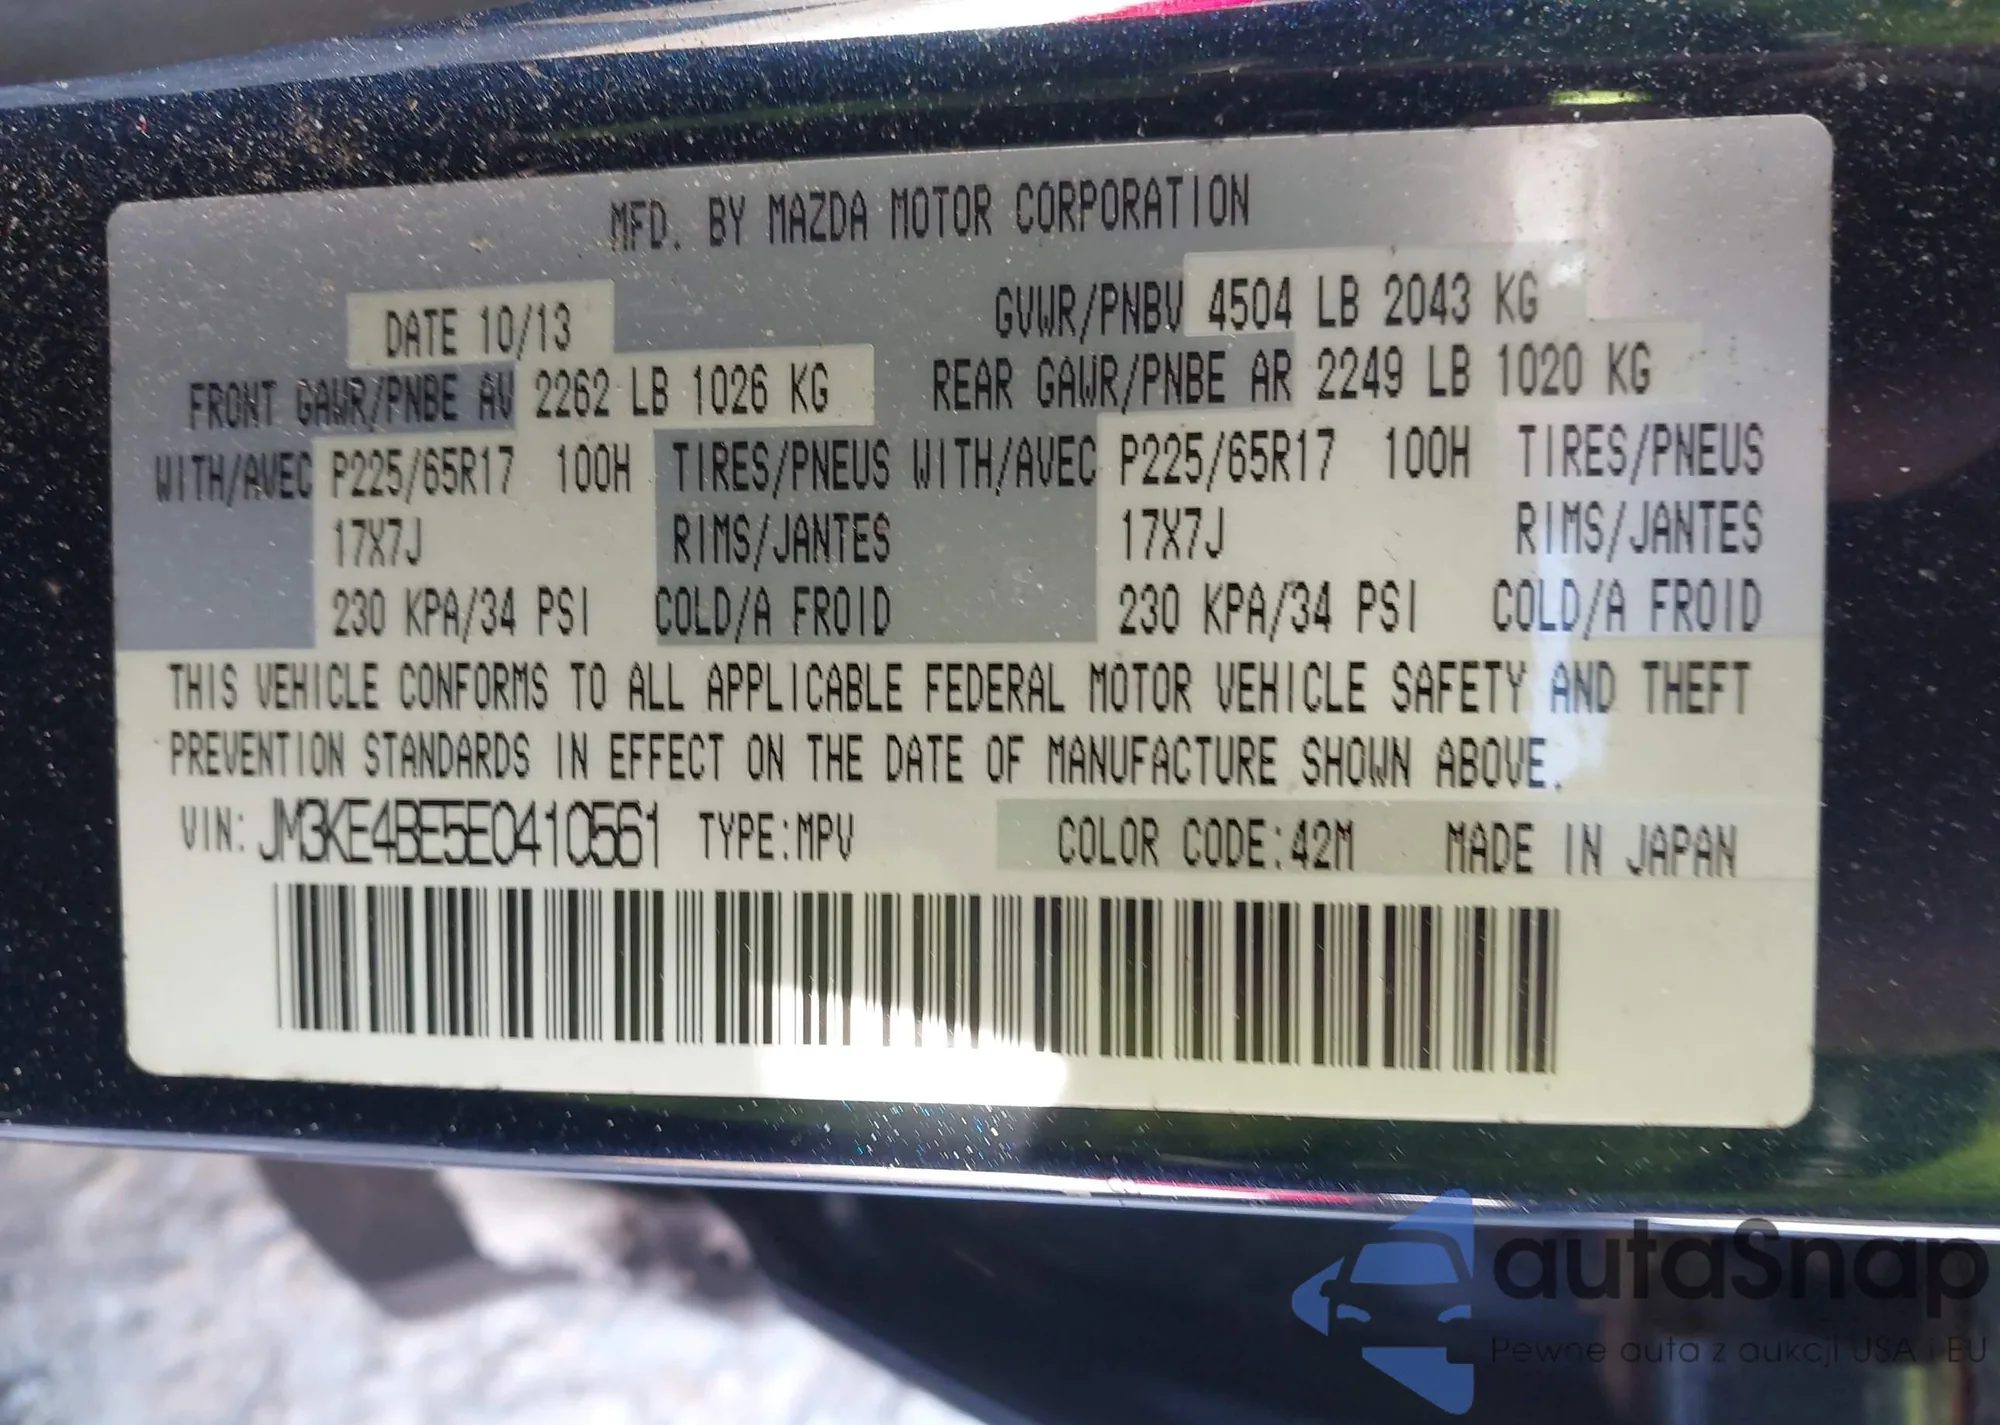 MFD. BY MAZDA MOTOR CORPORATION
DATE 10/13 GVWR/PNBV 4504 LB 2043 KG
FRONT GAWR/PNBE AV 2262 LB 1026 KG REAR GAWR/PNBE AR 2249 LB 1020 KG
WITH/AVEC P225/65R17 100H TIRES/PNEUS WITH/AVEC P225/65R17 100H TIRES/PNEUS
17X7J RIMS/JANTES 17X7J RIMS/JANTES
230 KPA/34 PSI COLD/A FROID 230 KPA/34 PSI COLD/A FROID
THIS VEHICLE CONFORMS TO ALL APPLICABLE FEDERAL MOTOR VEHICLE SAFETY AND THEFT
PREVENTION STANDARDS IN EFFECT ON THE DATE OF MANUFACTURE SHOWN ABOVE.
VIN: JM3KE4BE5E0410561 TYPE:MPV COLOR CODE:42M MADE IN JAPAN
autaSnap
Pewne auta z aukcji USA i EU